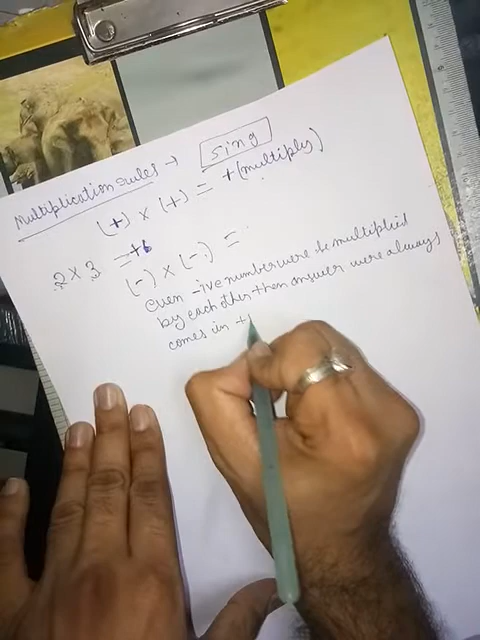 Multiplication rules → sing
(+) × (+) = + (multiply)
2 × 3 = +6
(-) × (-) =
even -ive number were be multiplied
by each other then answer were always
comes in +